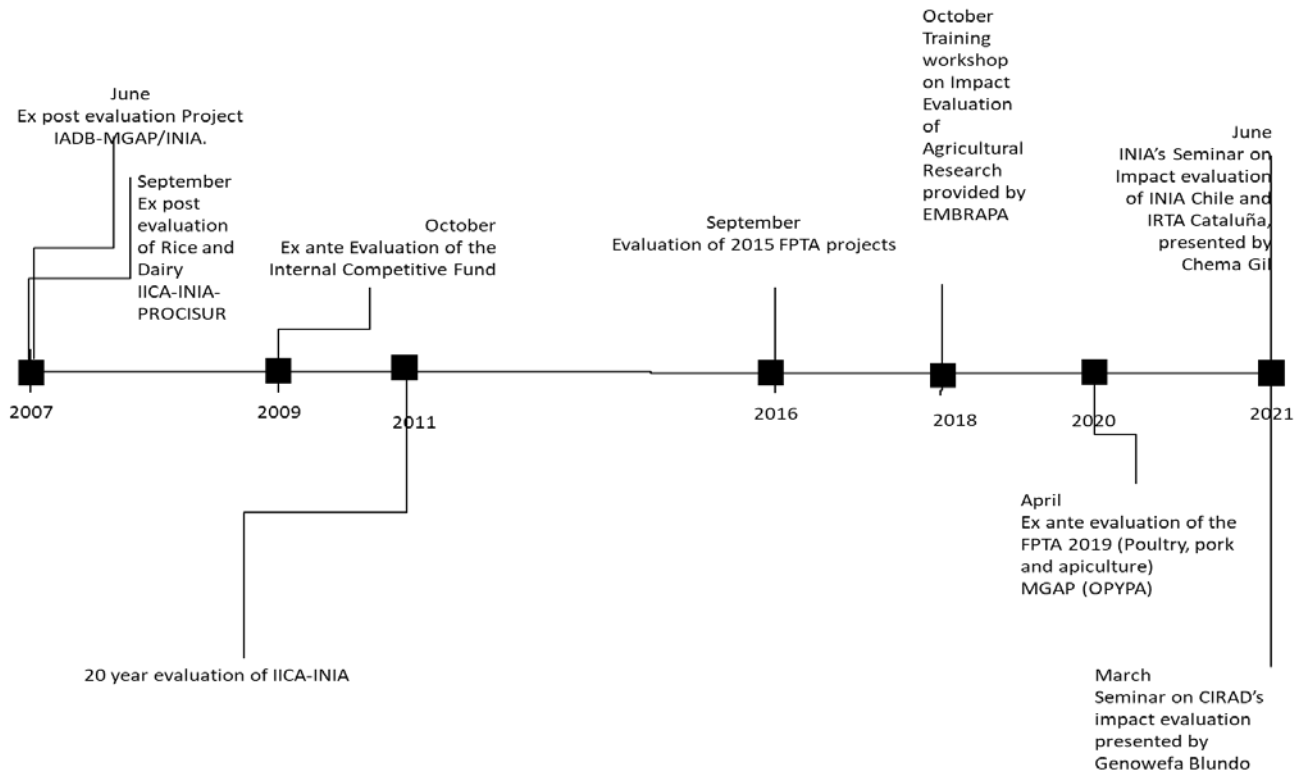 June
Ex post evaluation Project
IADB-MGAP/INIA.
September
Ex post
evaluation
of Rice and
Dairy
IICA-INIA-
PROCISUR
October
Ex ante Evaluation of the
Internal Competitive Fund
September
Evaluation of 2015 FPTA projects
October
Training
workshop
on Impact
Evaluation
of
Agricultural
Research
provided by
EMBRAPA
June
INIA’s Seminar on
Impact evaluation
of INIA Chile and
IRTA Cataluña,
presented by
Chema Gil
2007
2009
2011
2016
2018
2020
2021
20 year evaluation of IICA-INIA
April
Ex ante evaluation of the
FPTA 2019 (Poultry, pork
and apiculture)
MGAP (OPYPA)
March
Seminar on CIRAD’s
impact evaluation
presented by
Genowefa Blundo